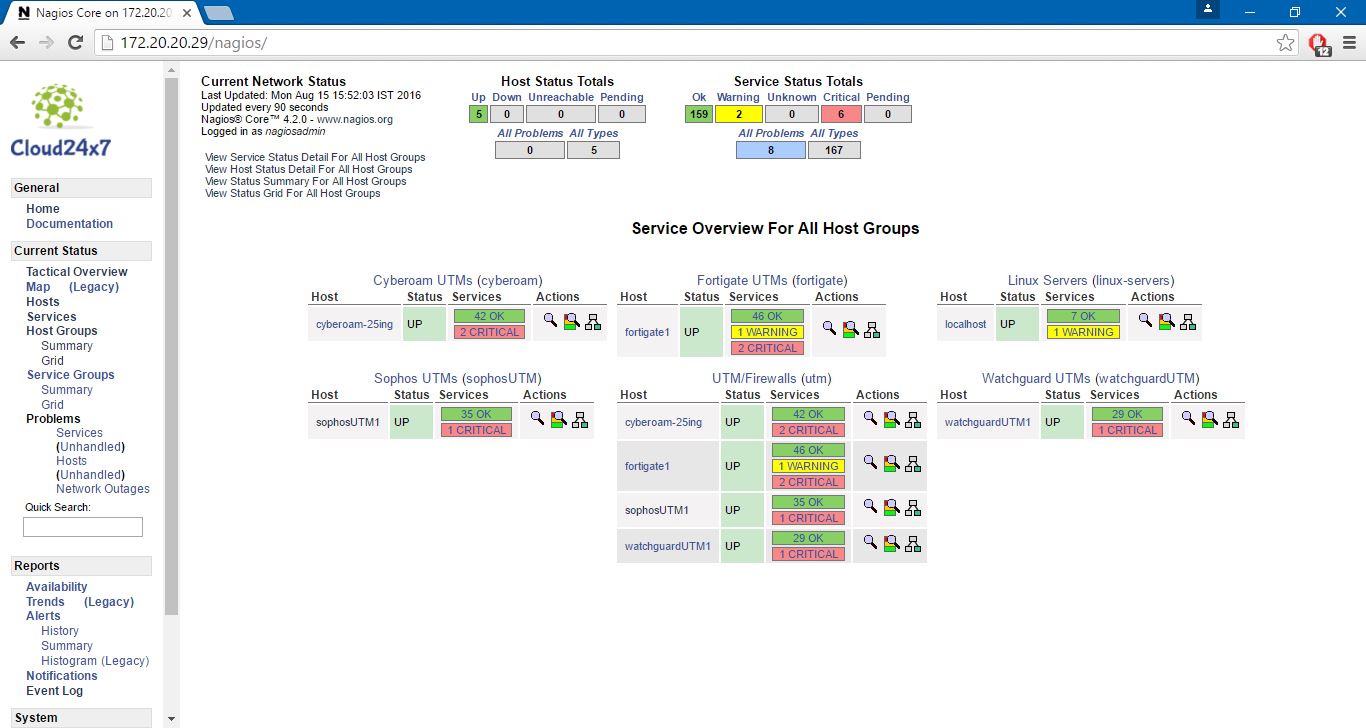 Nagios Core on 172.20.20
172.20.20.29/nagios/
12
Cloud24x7
General
Home
Documentation
Current Status
Tactical Overview
Map (Legacy)
Hosts
Services
Host Groups
Summary
Grid
Service Groups
Summary
Grid
Problems
Services
(Unhandled)
Hosts
(Unhandled)
Network Outages
Quick Search:
Reports
Availability
Trends (Legacy)
Alerts
History
Summary
Histogram (Legacy)
Notifications
Event Log
System
Current Network Status
Last Updated: Mon Aug 15 15:52:03 IST 2016
Updated every 90 seconds
Nagios® Core™ 4.2.0 - www.nagios.org
Logged in as nagiosadmin
View Service Status Detail For All Host Groups
View Host Status Detail For All Host Groups
View Status Summary For All Host Groups
View Status Grid For All Host Groups
Host Status Totals
Up Down Unreachable Pending
5 0 0 0
All Problems All Types
0 5
Service Status Totals
Ok Warning Unknown Critical Pending
159 2 0 6 0
All Problems All Types
8 167
Service Overview For All Host Groups
Cyberoam UTMs (cyberoam)
Host Status Services Actions
cyberoam-25ing UP 42 OK
2 CRITICAL
Fortigate UTMs (fortigate)
Host Status Services Actions
fortigate1 UP 46 OK
1 WARNING
2 CRITICAL
Linux Servers (linux-servers)
Host Status Services Actions
localhost UP 7 OK
1 WARNING
Sophos UTMs (sophosUTM)
Host Status Services Actions
sophosUTM1 UP 35 OK
1 CRITICAL
UTM/Firewalls (utm)
Host Status Services Actions
cyberoam-25ing UP 42 OK
2 CRITICAL
fortigate1 UP 46 OK
1 WARNING
2 CRITICAL
sophosUTM1 UP 35 OK
1 CRITICAL
watchguardUTM1 UP 29 OK
1 CRITICAL
Watchguard UTMs (watchguardUTM)
Host Status Services Actions
watchguardUTM1 UP 29 OK
1 CRITICAL